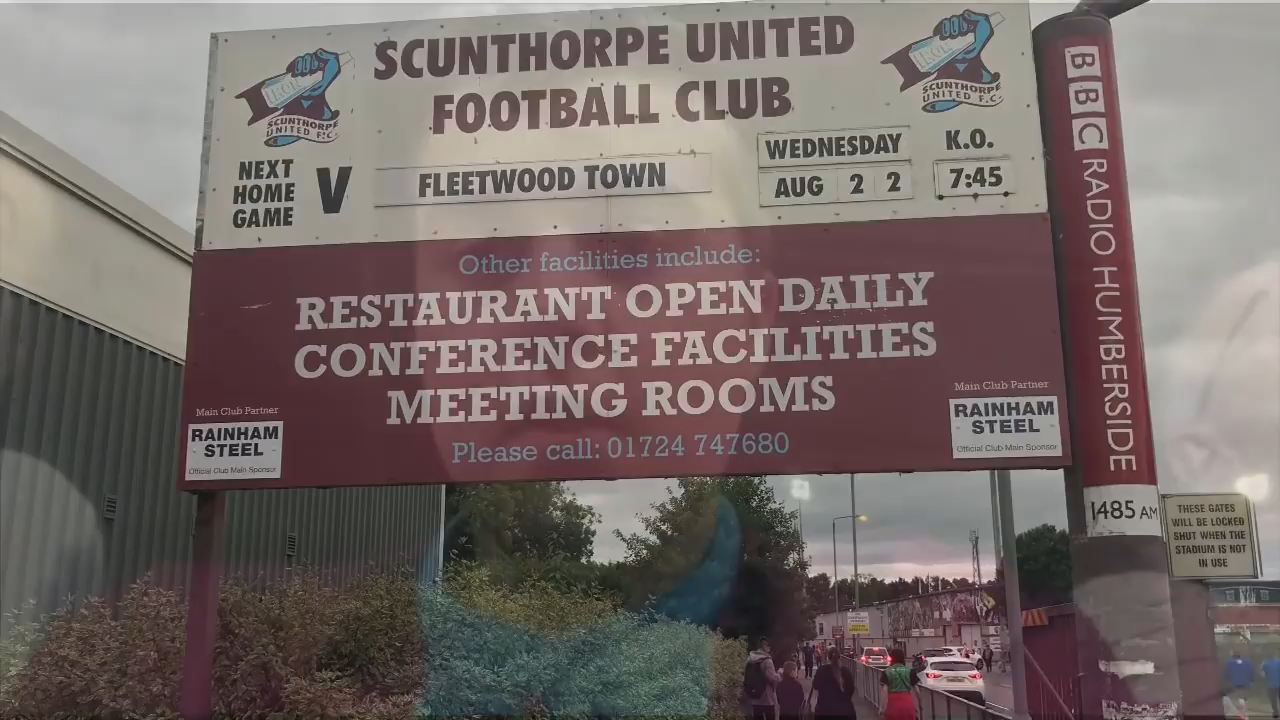 SCUNTHORPE UNITED
FOOTBALL CLUB
IRON
SCUNTHORPE
UNITED F.C.
IRON
SCUNTHORPE
UNITED F.C.
NEXT
HOME
GAME
V
FLEETWOOD TOWN
WEDNESDAY
AUG 2 2
K.O.
7:45
Other facilities include:
RESTAURANT OPEN DAILY
CONFERENCE FACILITIES
MEETING ROOMS
Please call: 01724 747680
Main Club Partner
RAINHAM
STEEL
Official Club Main Sponsor
Main Club Partner
RAINHAM
STEEL
Official Club Main Sponsor
BBC RADIO HUMBERSIDE
1485 AM
THESE GATES
WILL BE LOCKED
SHUT WHEN THE
STADIUM IS NOT
IN USE